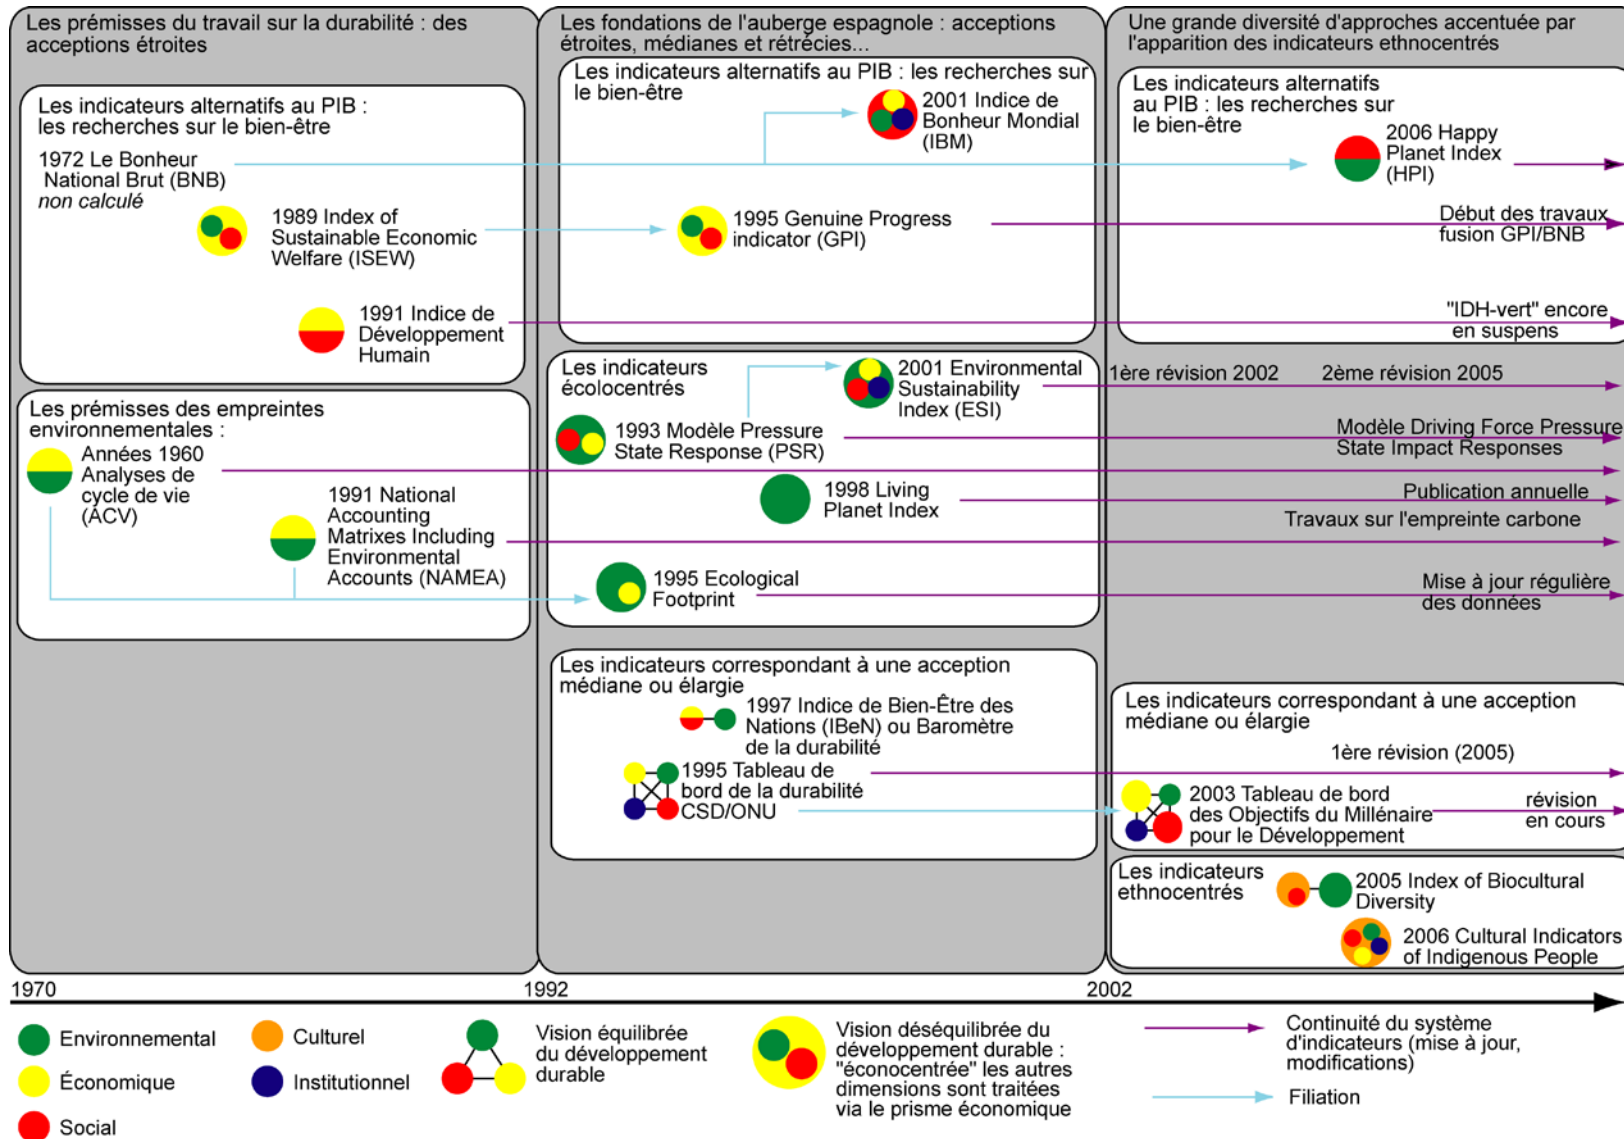 Les prémisses du travail sur la durabilité : des
acceptions étroites
Les indicateurs alternatifs au PIB :
les recherches sur le bien-être
1972 Le Bonheur
National Brut (BNB)
non calculé
1989 Index of
Sustainable Economic
Welfare (ISEW)
1991 Indice de
Développement
Humain
Les prémisses des empreintes
environnementales :
Années 1960
Analyses de
cycle de vie
(ACV)
1991 National
Accounting
Matrixes Including
Environmental
Accounts (NAMEA)
Les fondations de l'auberge espagnole : acceptions
étroites, médianes et rétrécies...
Les indicateurs alternatifs au PIB : les recherches sur
le bien-être
2001 Indice de
Bonheur Mondial
(IBM)
1995 Genuine Progress
indicator (GPI)
Les indicateurs
écolocentrés
2001 Environmental
Sustainability
Index (ESI)
1993 Modèle Pressure
State Response (PSR)
1998 Living
Planet Index
1995 Ecological
Footprint
Les indicateurs correspondant à une acception
médiane ou élargie
1997 Indice de Bien-Être des
Nations (IBeN) ou Baromètre
de la durabilité
1995 Tableau de
bord de la durabilité
CSD/ONU
Une grande diversité d'approches accentuée par
l'apparition des indicateurs ethnocentrés
Les indicateurs alternatifs
au PIB : les recherches sur
le bien-être
2006 Happy
Planet Index
(HPI)
Début des travaux
fusion GPI/BNB
"IDH-vert" encore
en suspens
1ère révision 2002
2ème révision 2005
Modèle Driving Force Pressure
State Impact Responses
Publication annuelle
Travaux sur l'empreinte carbone
Mise à jour régulière
des données
Les indicateurs correspondant à une acception
médiane ou élargie
1ère révision (2005)
2003 Tableau de bord
des Objectifs du Millénaire
pour le Développement
révision
en cours
Les indicateurs
ethnocentrés
2005 Index of Biocultural
Diversity
2006 Cultural Indicators
of Indigenous People
1970
1992
2002
Environnemental
Économique
Social
Culturel
Institutionnel
Vision équilibrée
du développement
durable
Vision déséquilibrée du
développement durable :
"éconocentrée" les autres
dimensions sont traitées
via le prisme économique
Continuité du système
d'indicateurs (mise à jour,
modifications)
Filiation